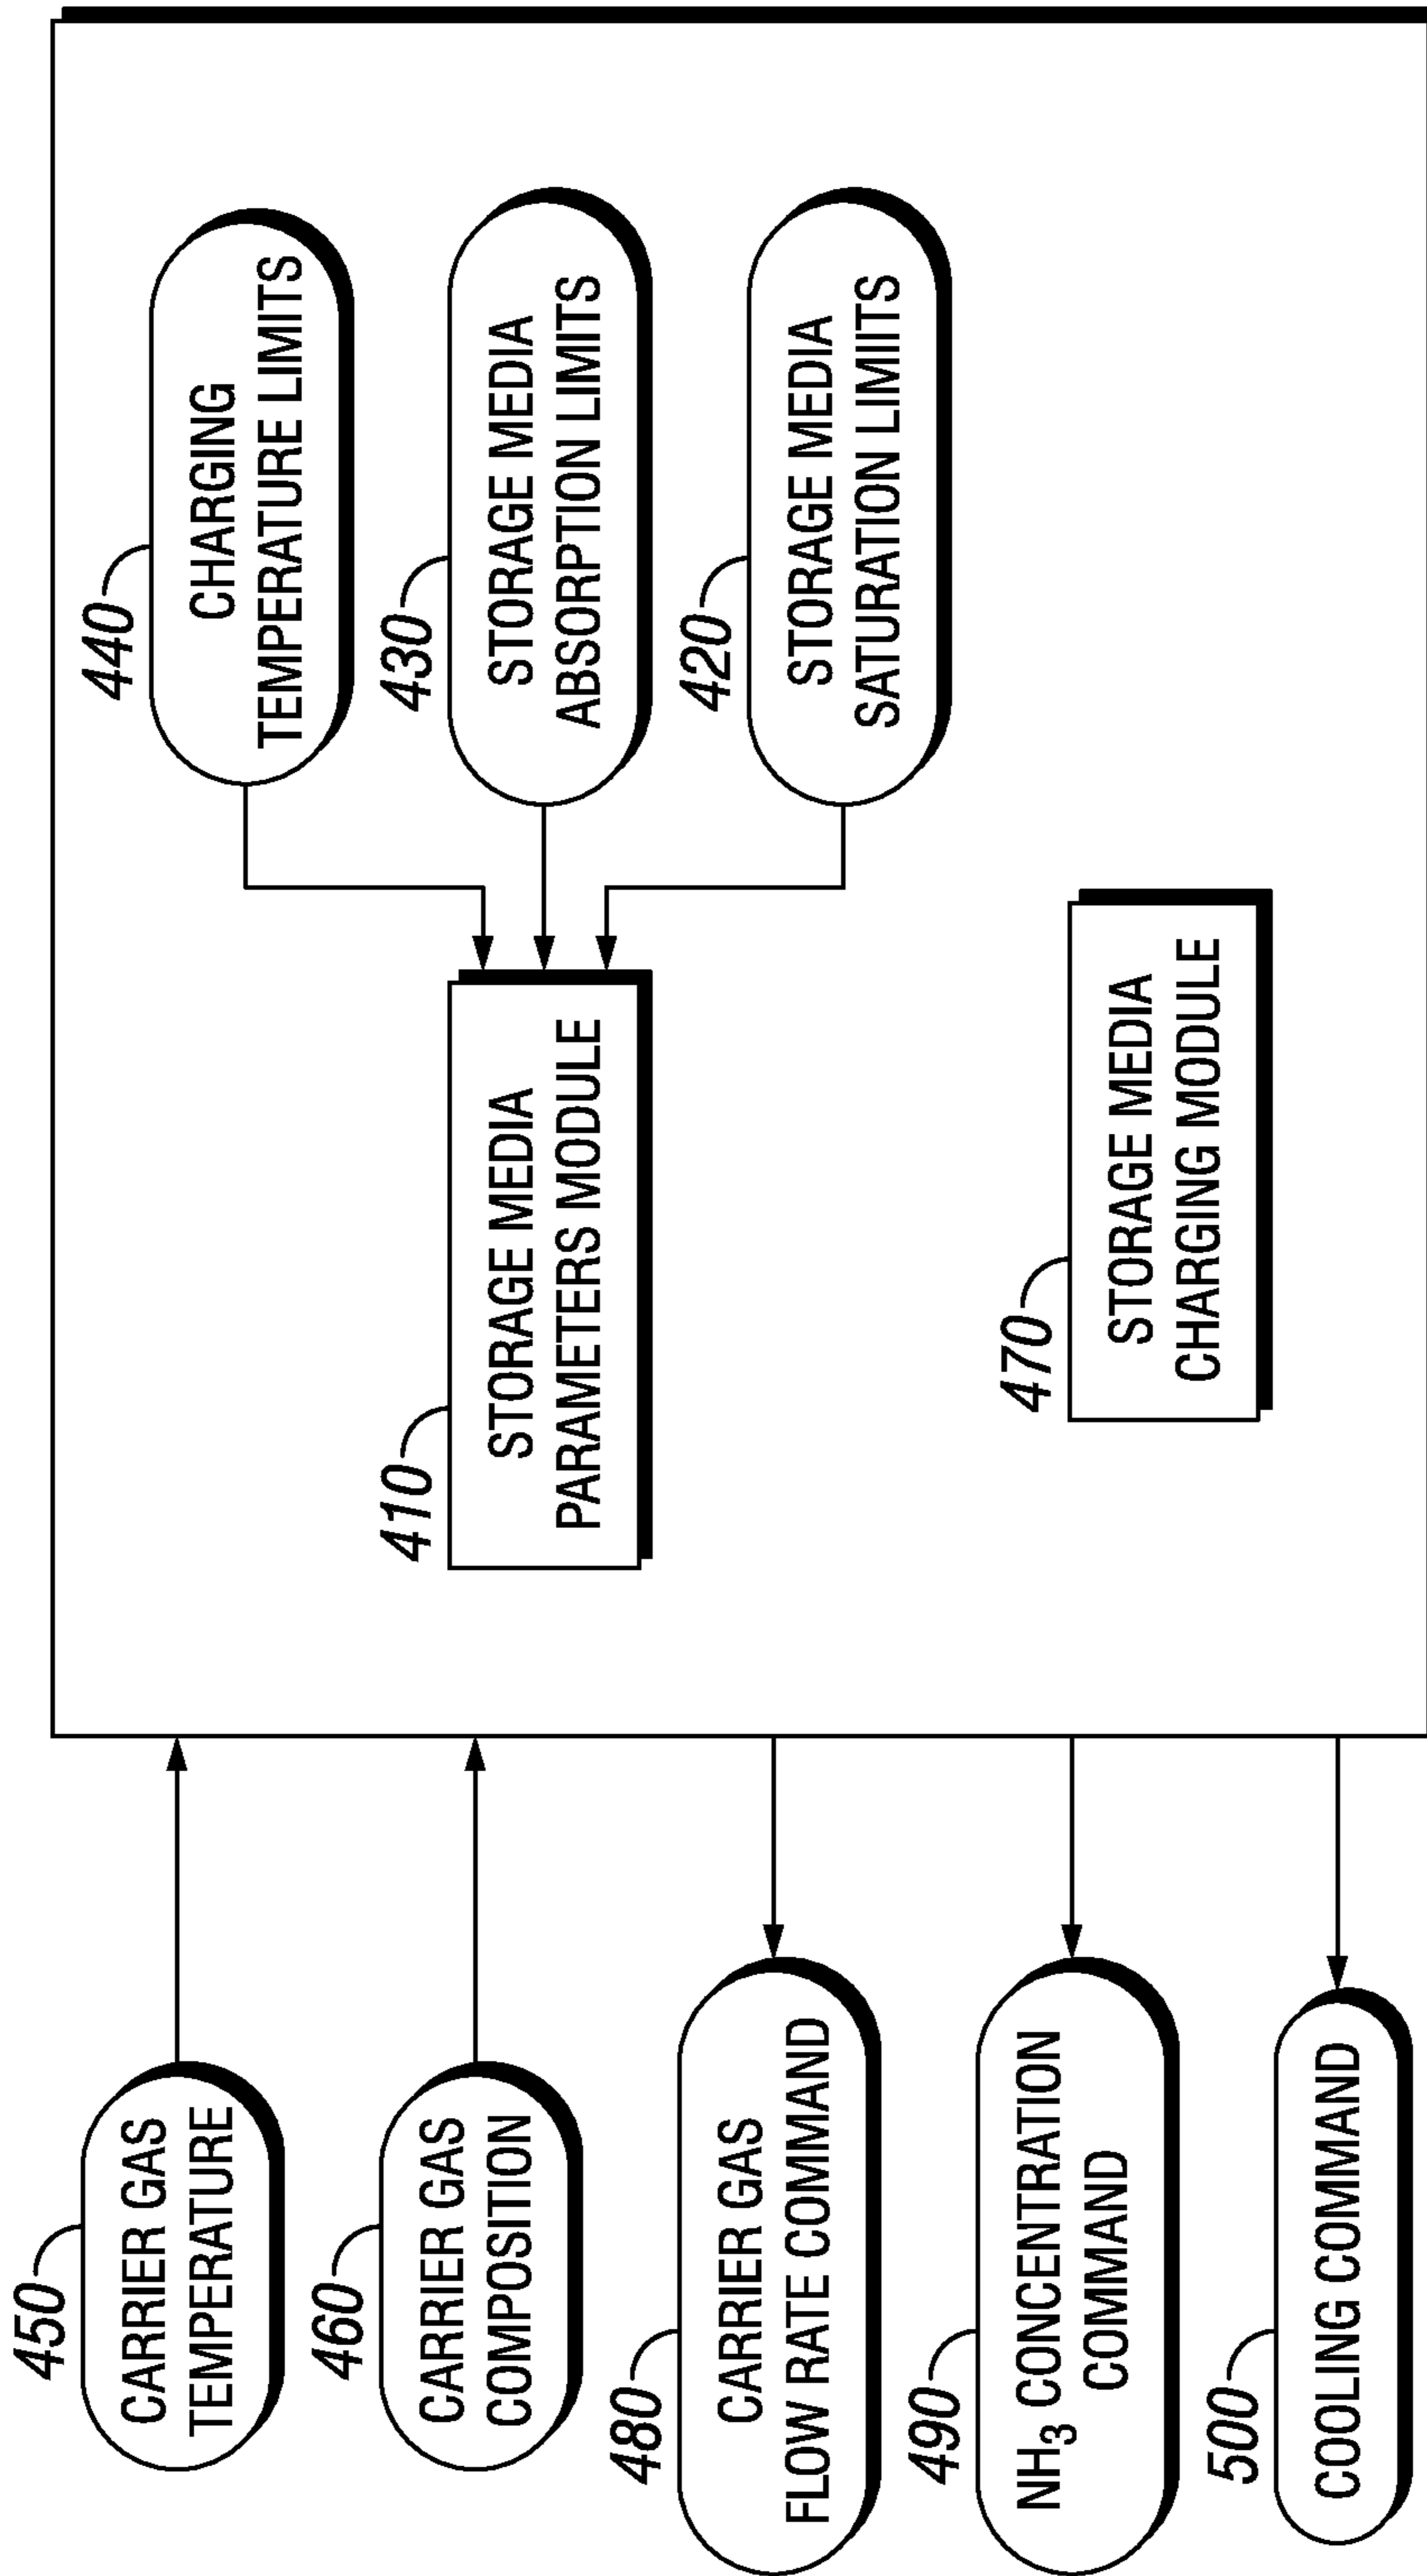 450
CARRIER GAS
TEMPERATURE
460
CARRIER GAS
COMPOSITION
480
CARRIER GAS
FLOW RATE COMMAND
490
NH₃ CONCENTRATION
COMMAND
500
COOLING COMMAND
410
STORAGE MEDIA
PARAMETERS MODULE
470
STORAGE MEDIA
CHARGING MODULE
440
CHARGING
TEMPERATURE LIMITS
430
STORAGE MEDIA
ABSORPTION LIMITS
420
STORAGE MEDIA
SATURATION LIMIITS